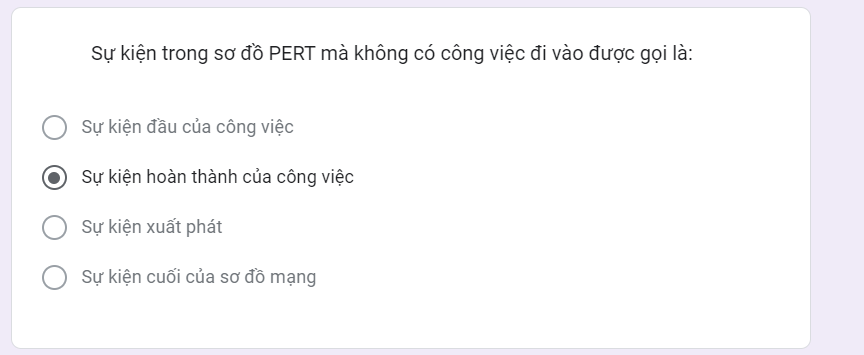 Sự kiện trong sơ đồ PERT mà không có công việc đi vào được gọi là:
Sự kiện đầu của công việc
Sự kiện hoàn thành của công việc
Sự kiện xuất phát
Sự kiện cuối của sơ đồ mạng